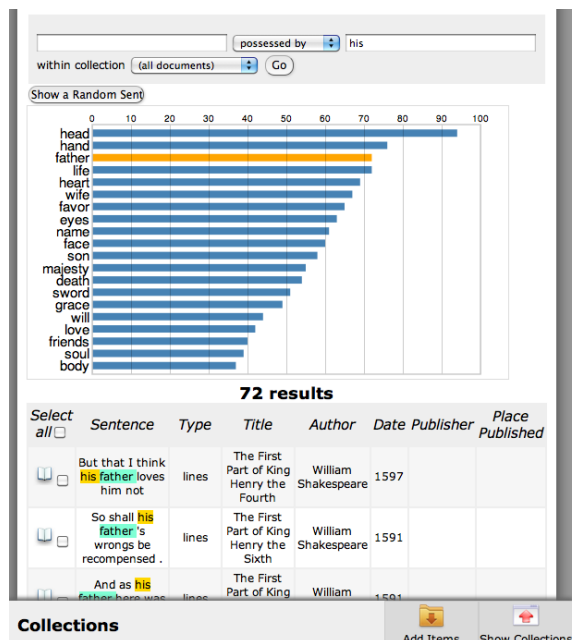 possessed by his
within collection (all documents) Go
Show a Random Sent
0 10 20 30 40 50 60 70 80 90 100
head
hand
father
life
heart
wife
favor
eyes
name
face
son
majesty
death
sword
grace
will
love
friends
soul
body
72 results
Select all Sentence Type Title Author Date Publisher Place Published
But that I think his father loves him not lines The First Part of King Henry the Fourth William Shakespeare 1597
So shall his father 's wrongs be recompensed . lines The First Part of King Henry the Sixth William Shakespeare 1591
And as his father here was lines The First Part of King William 1591
Collections Add Items Show Collections